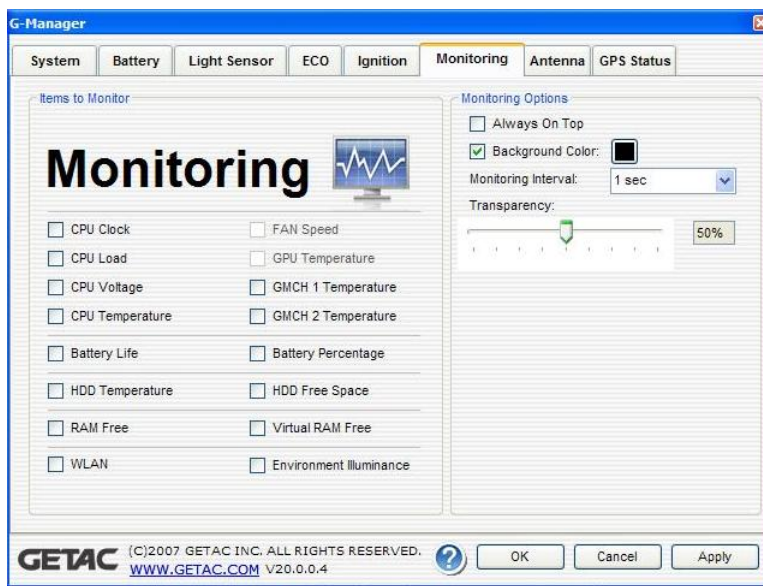 G-Manager
System Battery Light Sensor ECO Ignition Monitoring Antenna GPS Status
Items to Monitor
Monitoring
CPU Clock FAN Speed
CPU Load GPU Temperature
CPU Voltage GMCH 1 Temperature
CPU Temperature GMCH 2 Temperature
Battery Life Battery Percentage
HDD Temperature HDD Free Space
RAM Free Virtual RAM Free
WLAN Environment Illuminance
Monitoring Options
Always On Top
Background Color:
Monitoring Interval: 1 sec
Transparency:
50%
GETAC (C)2007 GETAC INC. ALL RIGHTS RESERVED.
WWW.GETAC.COM V20.0.0.4
? OK Cancel Apply